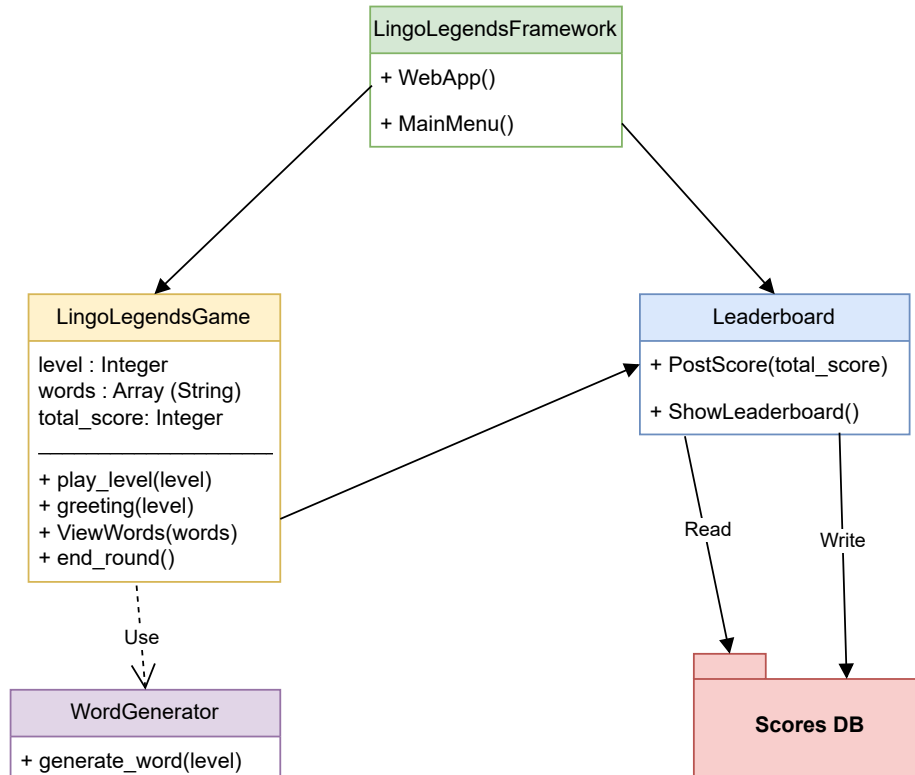 LingoLegendsFramework
+ WebApp()
+ MainMenu()
LingoLegendsGame
level : Integer
words : Array (String)
total_score: Integer
+ play_level(level)
+ greeting(level)
+ ViewWords(words)
+ end_round()
Leaderboard
+ PostScore(total_score)
+ ShowLeaderboard()
Read
Write
Use
WordGenerator
+ generate_word(level)
Scores DB